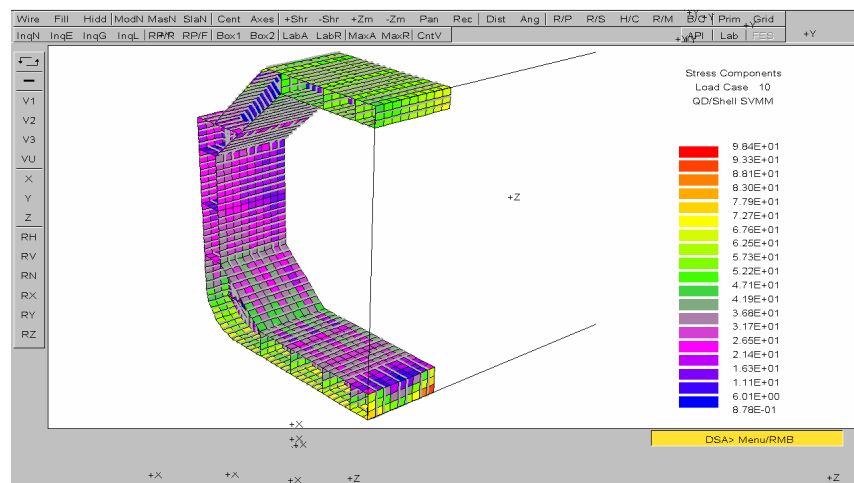 Wire Fill Hidd ModN MasN SlaN Cent Axes +Shr -Shr +Zm -Zm Pan Rec Dist Ang R/P R/S H/C R/M B/C Prim Grid
InqN InqE InqG InqL RP/R RP/F Box1 Box2 LabA LabR MaxA MaxR CntV API Lab FES
+Y
+Y
+Y
+Y
V1
V2
V3
VU
X
Y
Z
RH
RV
RN
RX
RY
RZ
Stress Components
Load Case 10
QD/Shell SVMM
9.84E+01
9.33E+01
8.81E+01
8.30E+01
7.79E+01
7.27E+01
6.76E+01
6.25E+01
5.73E+01
5.22E+01
4.71E+01
4.19E+01
3.68E+01
3.17E+01
2.65E+01
2.14E+01
1.63E+01
1.11E+01
6.01E+00
8.78E-01
+Z
+X
+X
+X
DSA> Menu/RMB
+X
+X
+X
+Z
+Z